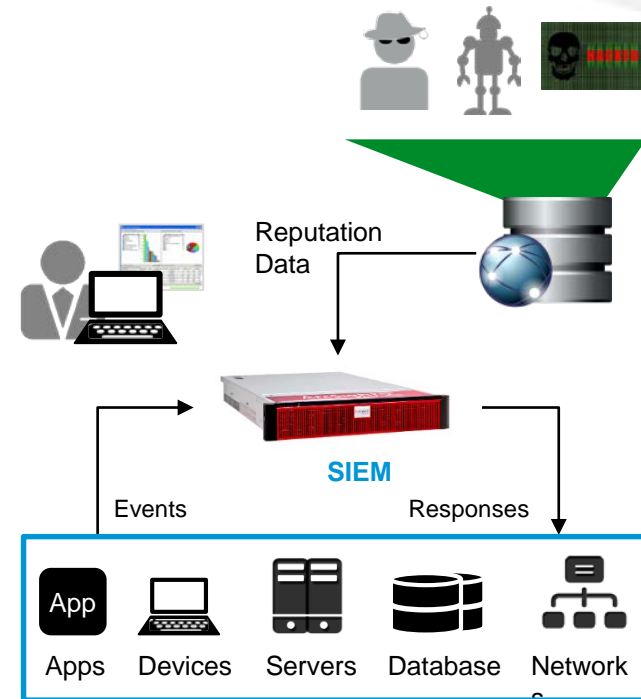 Reputation
Data
SIEM
Events
Responses
App
Apps
Devices
Servers
Database
Network
s